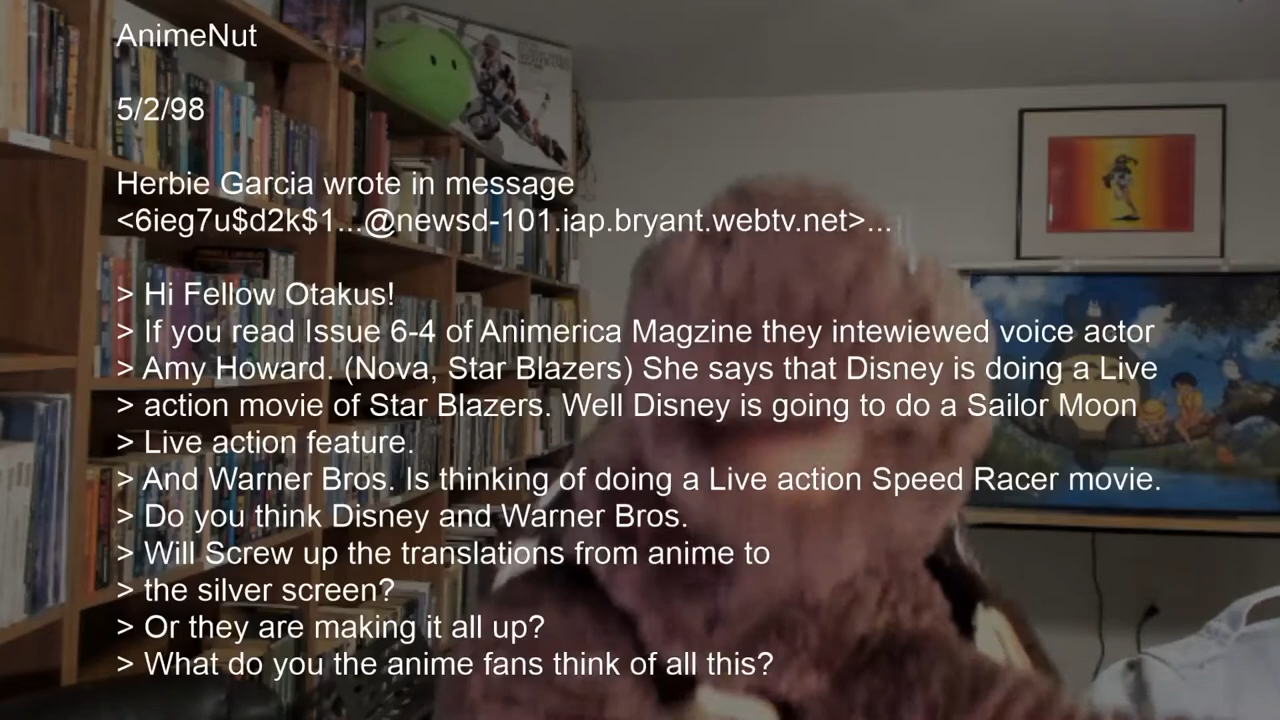 AnimeNut
5/2/98
Herbie Garcia wrote in message
<6ieg7u$d2k$1...@newsd-101.iap.bryant.webtv.net>...
> Hi Fellow Otakus!
> If you read Issue 6-4 of Animerica Magzine they intewiewed voice actor
> Amy Howard. (Nova, Star Blazers) She says that Disney is doing a Live
> action movie of Star Blazers. Well Disney is going to do a Sailor Moon
> Live action feature.
> And Warner Bros. Is thinking of doing a Live action Speed Racer movie.
> Do you think Disney and Warner Bros.
> Will Screw up the translations from anime to
> the silver screen?
> Or they are making it all up?
> What do you the anime fans think of all this?